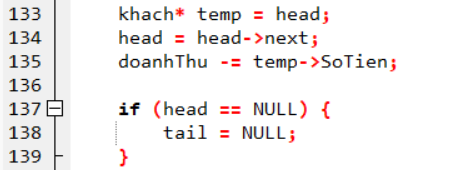 133 khach* temp = head;
134 head = head->next;
135 doanhThu -= temp->SoTien;
136
137 if (head == NULL) {
138 tail = NULL;
139 }